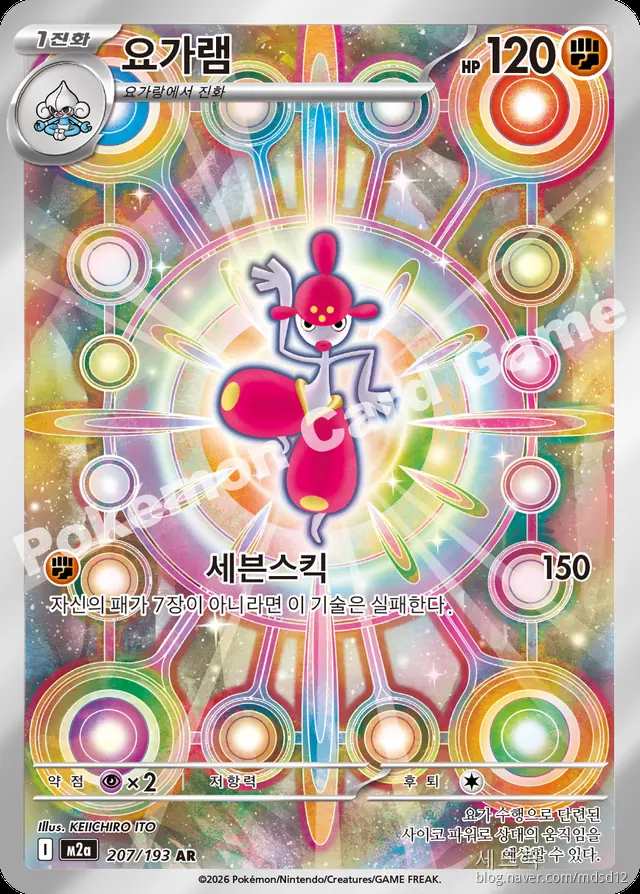 1진화
요가램
HP 120
요가랑에서 진화
Pokémon Card Game
세븐스킥 150
자신의 패가 7장이 아니라면 이 기술은 실패한다.
약점 ×2 저항력 후퇴
Illus. KEIICHIRO ITO
I m2a 207/193 AR
요가 수행으로 단련된
사이코 파워로 상대의 움직임을
예상할 수 있다.
blog.naver.com/mdsd12
©2026 Pokémon/Nintendo/Creatures/GAME FREAK.